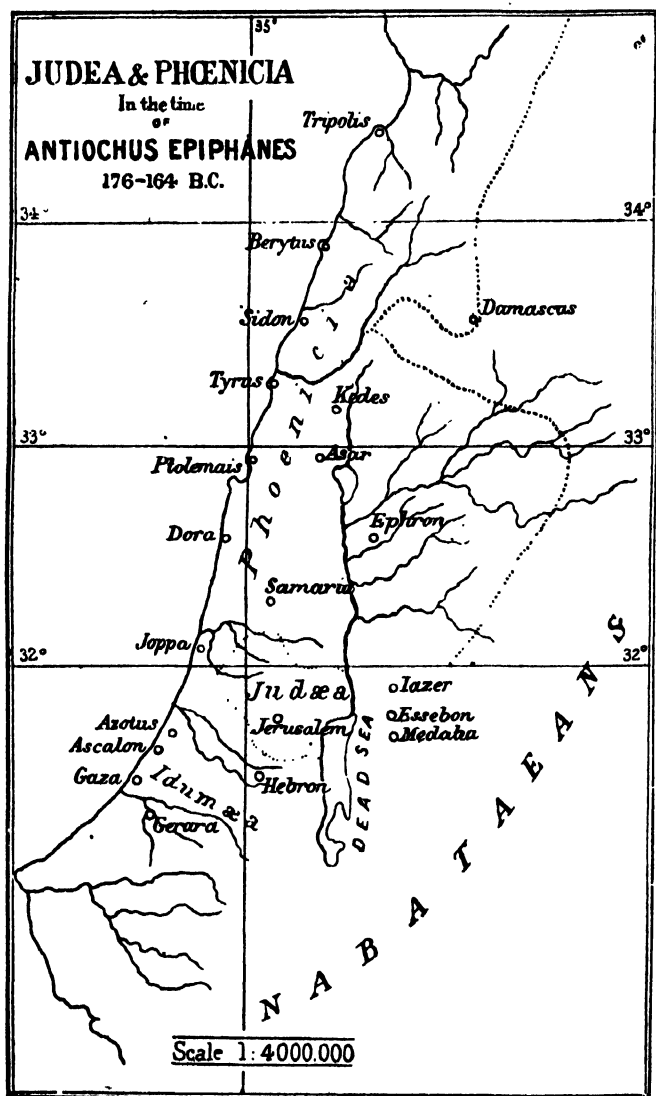 35°
JUDEA & PHŒNICIA
In the time
OF
ANTIOCHUS EPIPHANES
176-164 B.C.
Tripolis
34°
34°
Berytus
Sidon
Damascus
Phoenicia
Tyrus
Kedes
33°
33°
Ptolemais
Asar
Dora
Ephron
Samaria
Joppa
32°
32°
Judæa
Iazer
Azotus
Jerusalem
Essebon
Ascalon
Medaba
Gaza
Idumæa
Hebron
DEAD SEA
Gerara
NABATAEANS
Scale 1:4000.000